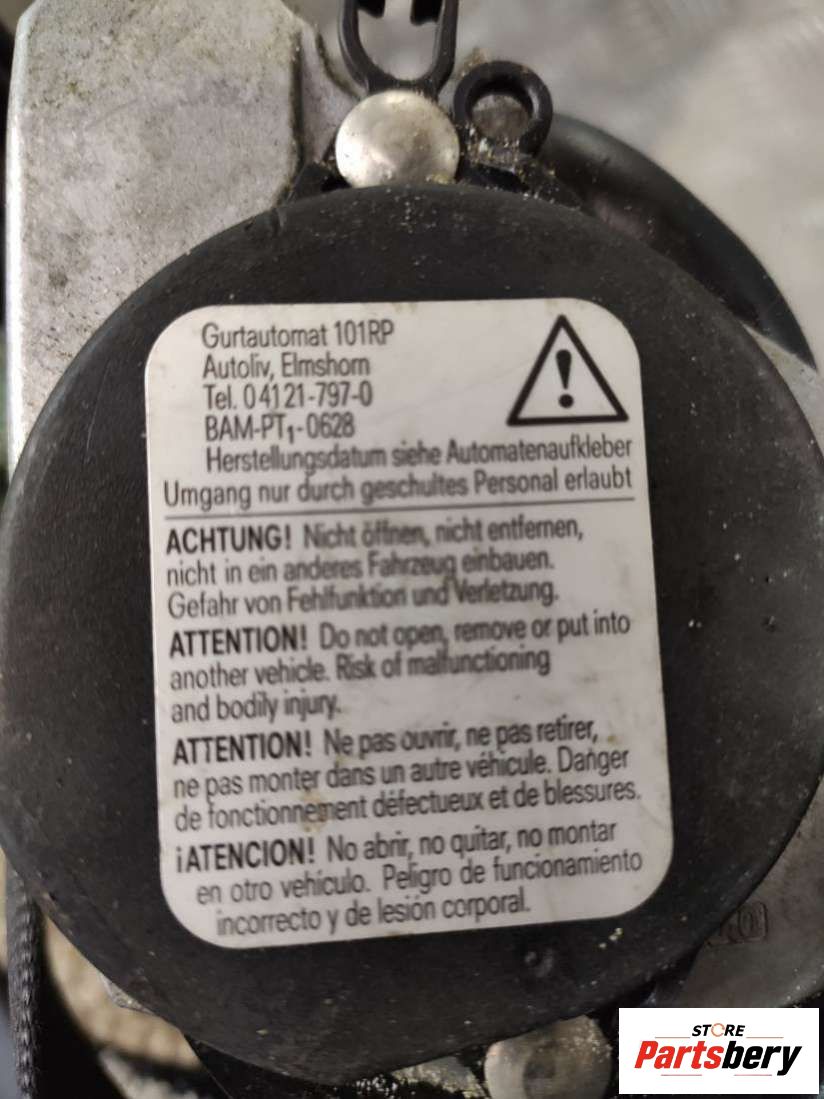 Gurtautomat 101RP
Autoliv, Elmshorn
Tel. 04121-797-0
BAM-PT₁-0628
Herstellungsdatum siehe Automatenaufkleber
Umgang nur durch geschultes Personal erlaubt
ACHTUNG! Nicht öffnen, nicht entfernen,
nicht in ein anderes Fahrzeug einbauen.
Gefahr von Fehlfunktion und Verletzung.
ATTENTION! Do not open, remove or put into
another vehicle. Risk of malfunctioning
and bodily injury.
ATTENTION! Ne pas ouvrir, ne pas retirer,
ne pas monter dans un autre véhicule. Danger
de fonctionnement défectueux et de blessures.
¡ATENCION! No abrir, no quitar, no montar
en otro vehículo. Peligro de funcionamiento
incorrecto y de lesión corporal.
STORE
Partsbery